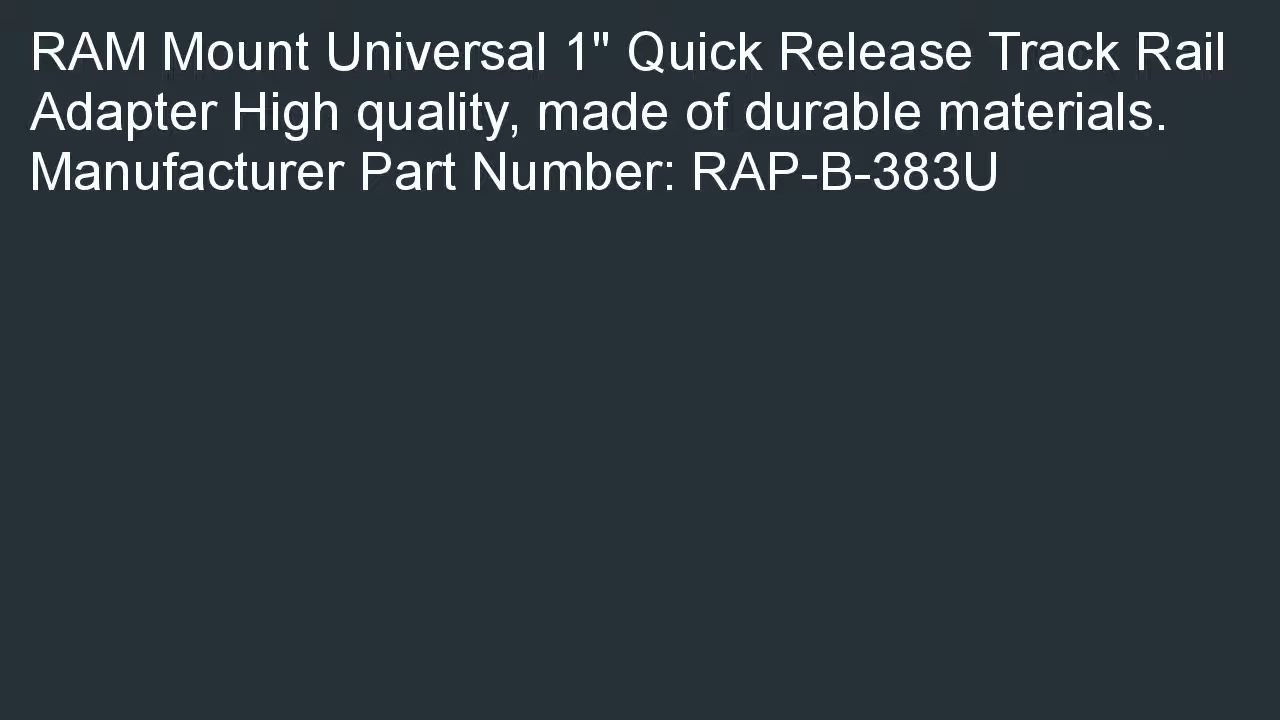 RAM Mount Universal 1" Quick Release Track Rail
Adapter High quality, made of durable materials.
Manufacturer Part Number: RAP-B-383U